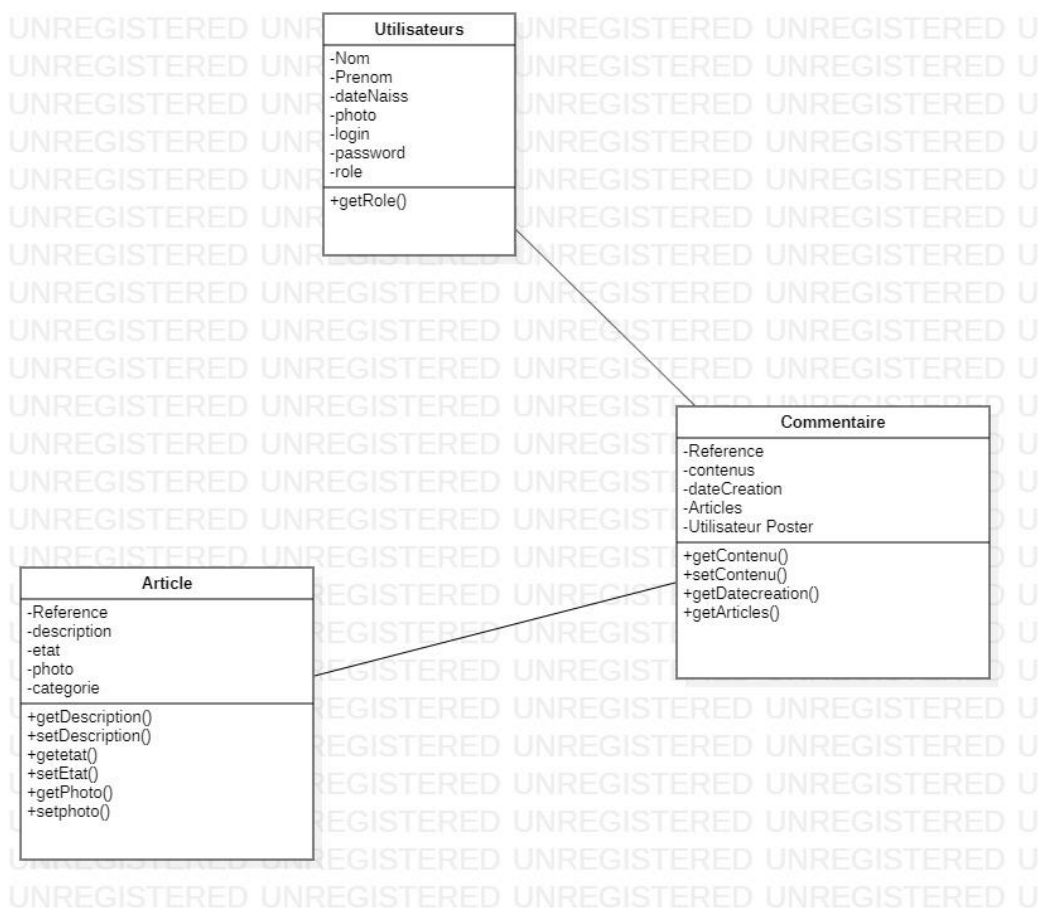 Utilisateurs
-Nom
-Prenom
-dateNaiss
-photo
-login
-password
-role
+getRole()
Commentaire
-Reference
-contenus
-dateCreation
-Articles
-Utilisateur Poster
+getContenu()
+setContenu()
+getDatecreation()
+getArticles()
Article
-Reference
-description
-etat
-photo
-categorie
+getDescription()
+setDescription()
+getetat()
+setEtat()
+getPhoto()
+setphoto()
UNREGISTERED